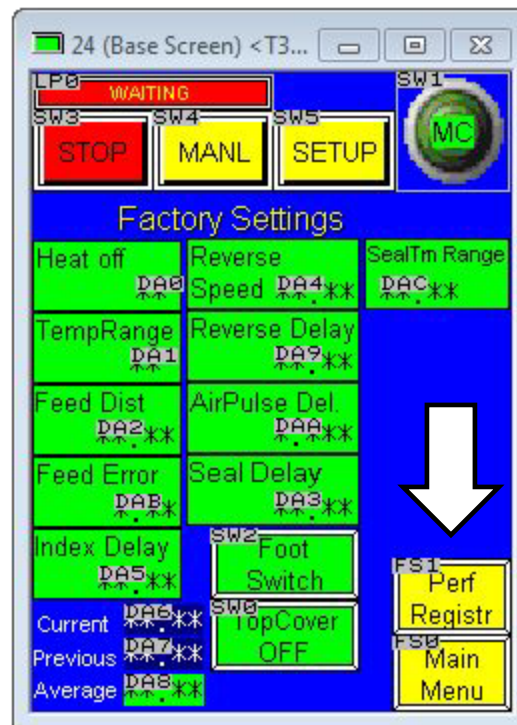 24 (Base Screen) <T3...
LP0
WAITING
SW3 SW4 SW5 SW1
STOP MANL SETUP MC
Factory Settings
Heat off
DA0
Reverse
Speed DA4.**
SealTm Range
DAC**
TempRange
DA1
Reverse Delay
DA9.**
Feed Dist
DA2.**
AirPulse Del.
DAA.**
Feed Error
DAB.*
Seal Delay
DA3.**
Index Delay
DA5.**
SW2
Foot
Switch
FS1
Perf
Registr
Current DA6.**
Previous DA7.**
Average DA8.**
SW0
TopCover
OFF
FS0
Main
Menu